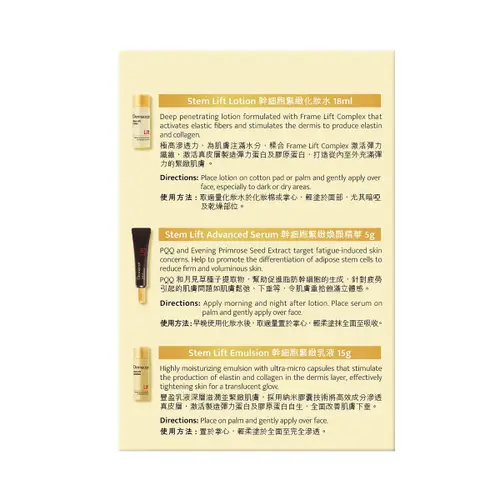 Stem Lift Lotion 幹細胞緊緻化妝水 18ml
Deep penetrating lotion formulated with Frame Lift Complex that
activates elastic fibers and stimulates the dermis to produce elastin
and collagen.
極高滲透力，為肌膚注滿水分，糅合 Frame Lift Complex 激活彈力
纖維，激活真皮層製造彈力蛋白及膠原蛋白，打造從內至外充滿彈
力的緊緻肌膚。
Directions: Place lotion on cotton pad or palm and gently apply over
face, especially to dark or dry areas.
使用方法：取適量化妝水於化妝棉或掌心，輕塗於面部，尤其暗啞
及乾燥部位。
Stem Lift Advanced Serum 幹細胞緊緻煥顏精華 5g
PQQ and Evening Primrose Seed Extract target fatigue-induced skin
concerns. Help to promote the differentiation of adipose stem cells to
reduce firm and voluminous skin.
PQQ 和月見草種子提取物，幫助促進脂肪幹細胞的生成，針對疲勞
引起的肌膚問題如肌膚鬆弛、下垂等，令肌膚重拾飽滿立體感。
Directions: Apply morning and night after lotion. Place serum on
palm and gently apply over face.
使用方法：早晚使用化妝水後，取適量置於掌心，輕柔塗抹全面至吸收。
Stem Lift Emulsion 幹細胞緊緻乳液 15g
Highly moisturizing emulsion with ultra-micro capsules that stimulate
the production of elastin and collagen in the dermis layer, effectively
tightening skin for a translucent glow.
豐盈乳液深層滋潤並緊緻肌膚，採用納米膠囊技術將高效成分滲透
真皮層，激活製造彈力蛋白及膠原蛋白自生，全面改善肌膚下垂。
Directions: Place on palm and gently apply over face.
使用方法：置於掌心，輕柔塗於全面至完全滲透。